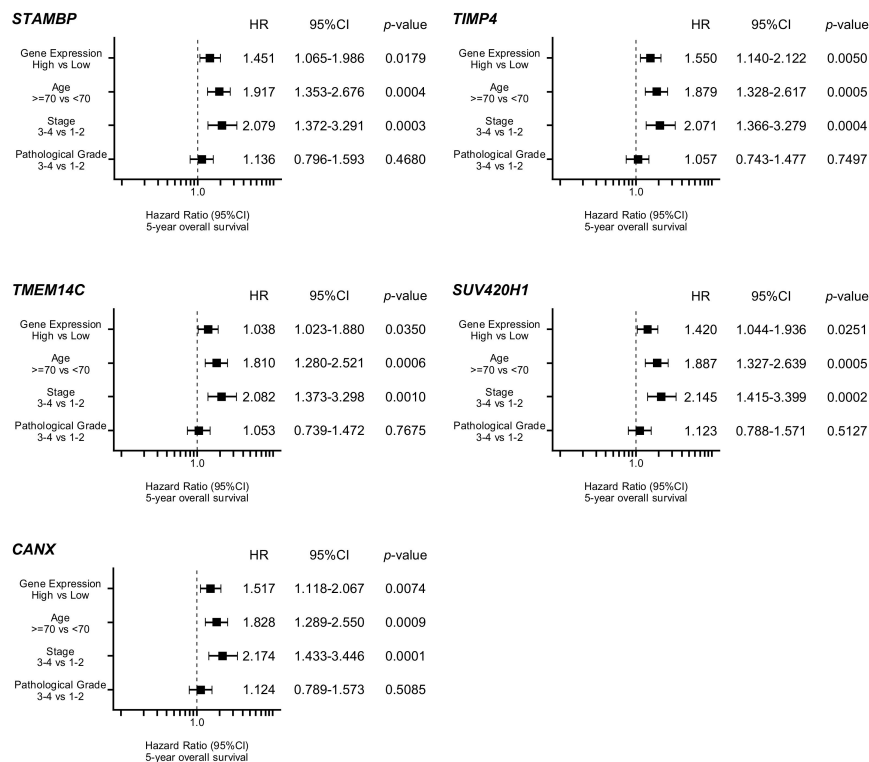 STAMBP
HR 95%CI p-value
Gene Expression
High vs Low
1.451 1.065-1.986 0.0179
Age
>=70 vs <70
1.917 1.353-2.676 0.0004
Stage
3-4 vs 1-2
2.079 1.372-3.291 0.0003
Pathological Grade
3-4 vs 1-2
1.136 0.796-1.593 0.4680
1.0
Hazard Ratio (95%CI)
5-year overall survival
TIMP4
HR 95%CI p-value
Gene Expression
High vs Low
1.550 1.140-2.122 0.0050
Age
>=70 vs <70
1.879 1.328-2.617 0.0005
Stage
3-4 vs 1-2
2.071 1.366-3.279 0.0004
Pathological Grade
3-4 vs 1-2
1.057 0.743-1.477 0.7497
1.0
Hazard Ratio (95%CI)
5-year overall survival
TMEM14C
HR 95%CI p-value
Gene Expression
High vs Low
1.038 1.023-1.880 0.0350
Age
>=70 vs <70
1.810 1.280-2.521 0.0006
Stage
3-4 vs 1-2
2.082 1.373-3.298 0.0010
Pathological Grade
3-4 vs 1-2
1.053 0.739-1.472 0.7675
1.0
Hazard Ratio (95%CI)
5-year overall survival
SUV420H1
HR 95%CI p-value
Gene Expression
High vs Low
1.420 1.044-1.936 0.0251
Age
>=70 vs <70
1.887 1.327-2.639 0.0005
Stage
3-4 vs 1-2
2.145 1.415-3.399 0.0002
Pathological Grade
3-4 vs 1-2
1.123 0.788-1.571 0.5127
1.0
Hazard Ratio (95%CI)
5-year overall survival
CANX
HR 95%CI p-value
Gene Expression
High vs Low
1.517 1.118-2.067 0.0074
Age
>=70 vs <70
1.828 1.289-2.550 0.0009
Stage
3-4 vs 1-2
2.174 1.433-3.446 0.0001
Pathological Grade
3-4 vs 1-2
1.124 0.789-1.573 0.5085
1.0
Hazard Ratio (95%CI)
5-year overall survival